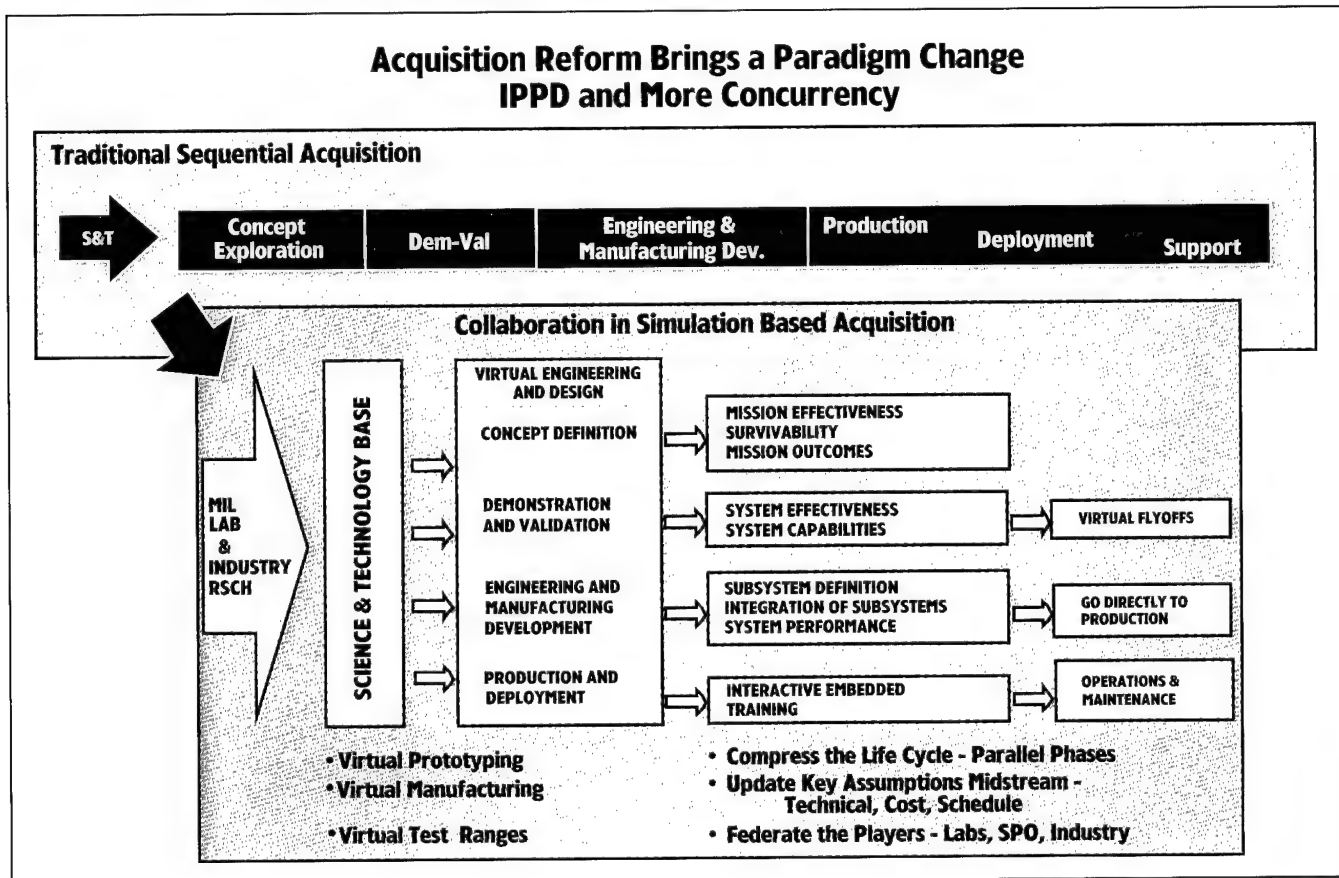 Acquisition Reform Brings a Paradigm Change
IPPD and More Concurrency
Traditional Sequential Acquisition
S&T
Concept
Exploration
Dem-Val
Engineering &
Manufacturing Dev.
Production
Deployment
Support
Collaboration in Simulation Based Acquisition
MIL
LAB
&
INDUSTRY
RSCH
SCIENCE & TECHNOLOGY BASE
VIRTUAL ENGINEERING
AND DESIGN
CONCEPT DEFINITION
DEMONSTRATION
AND VALIDATION
ENGINEERING AND
MANUFACTURING
DEVELOPMENT
PRODUCTION AND
DEPLOYMENT
MISSION EFFECTIVENESS
SURVIVABILITY
MISSION OUTCOMES
SYSTEM EFFECTIVENESS
SYSTEM CAPABILITIES
VIRTUAL FLYOFFS
SUBSYSTEM DEFINITION
INTEGRATION OF SUBSYSTEMS
SYSTEM PERFORMANCE
GO DIRECTLY TO
PRODUCTION
INTERACTIVE EMBEDDED
TRAINING
OPERATIONS &
MAINTENANCE
• Virtual Prototyping
• Virtual Manufacturing
• Virtual Test Ranges
• Compress the Life Cycle - Parallel Phases
• Update Key Assumptions Midstream -
Technical, Cost, Schedule
• Federate the Players - Labs, SPO, Industry